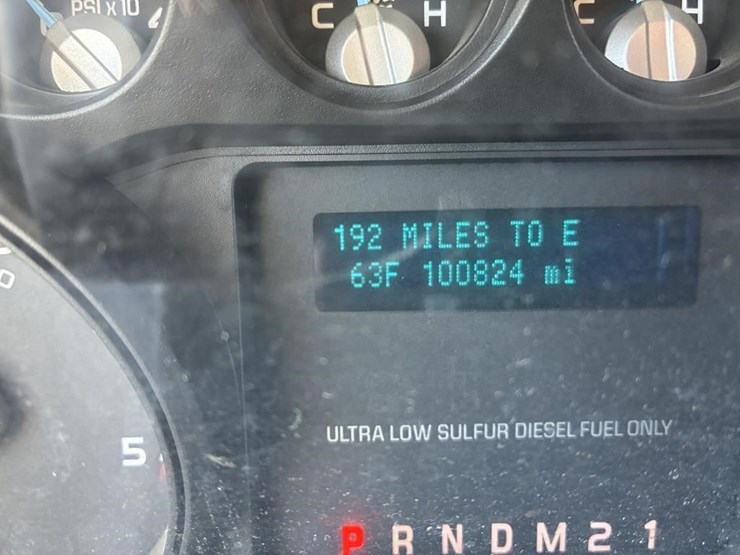 PSI x 10
C H C H
192 MILES TO E
63F 100824 mi
5
ULTRA LOW SULFUR DIESEL FUEL ONLY
P R N D M 2 1